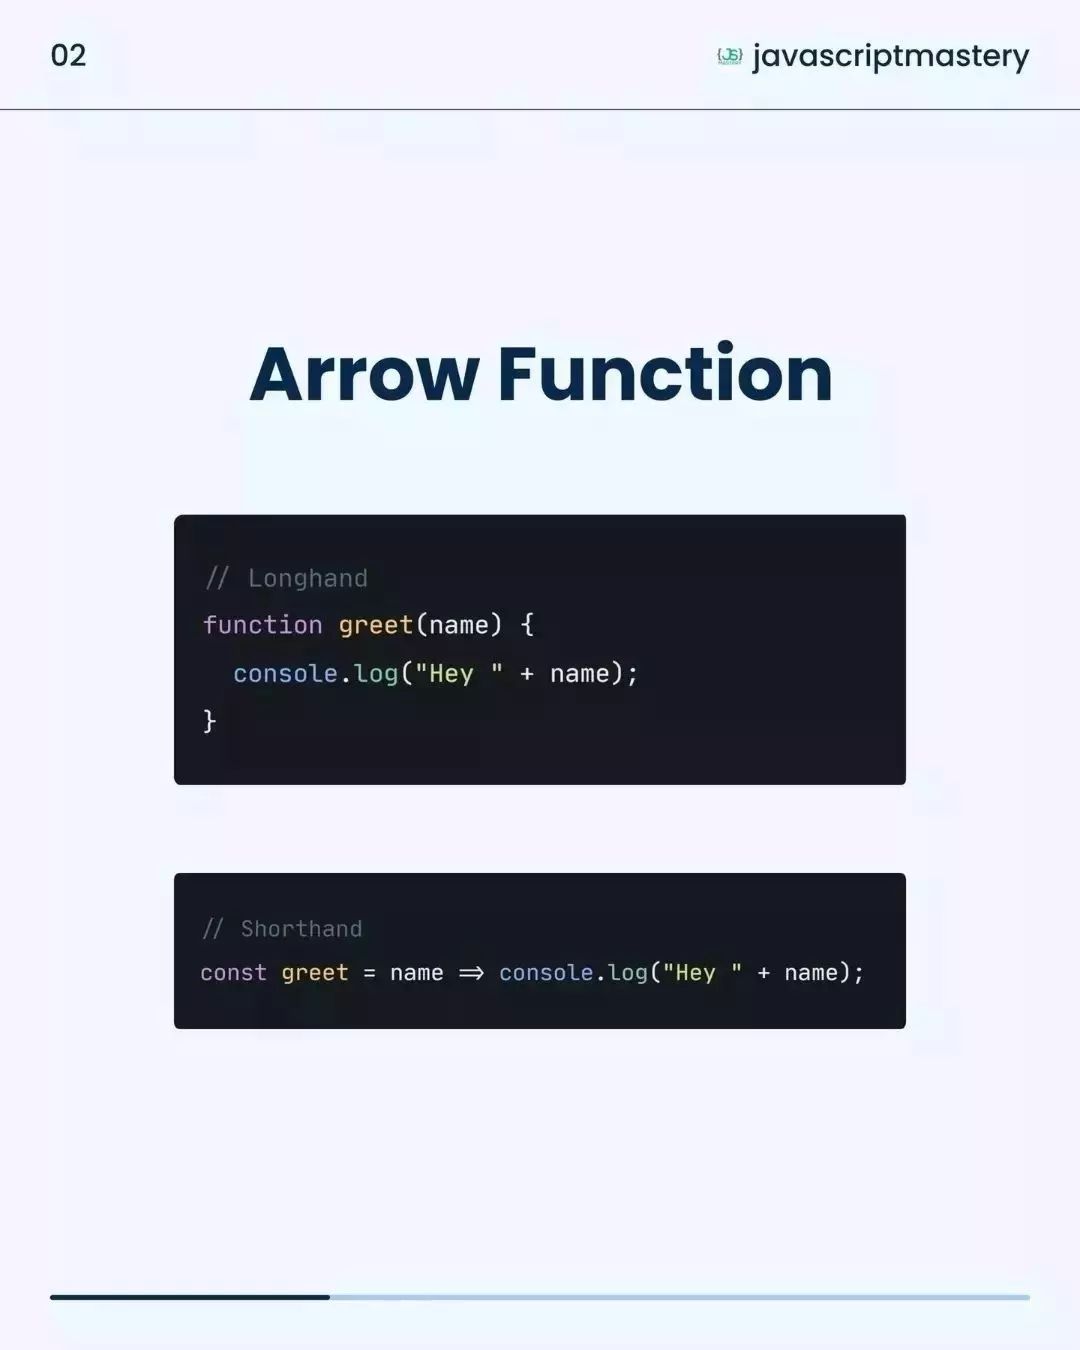 02
{JS}
MASTERY
javascriptmastery
Arrow Function
// Longhand
function greet(name) {
  console.log("Hey " + name);
}
// Shorthand
const greet = name => console.log("Hey " + name);